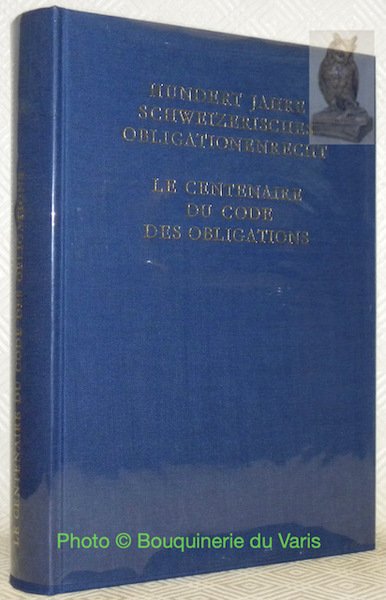 HUNDERT JAHRE
SCHWEIZERISCHES
OBLIGATIONENRECHT
LE CENTENAIRE
DU CODE
DES OBLIGATIONS
LE CENTENAIRE DU CODE DES OBLIGATIONS
Photo © Bouquinerie du Varis